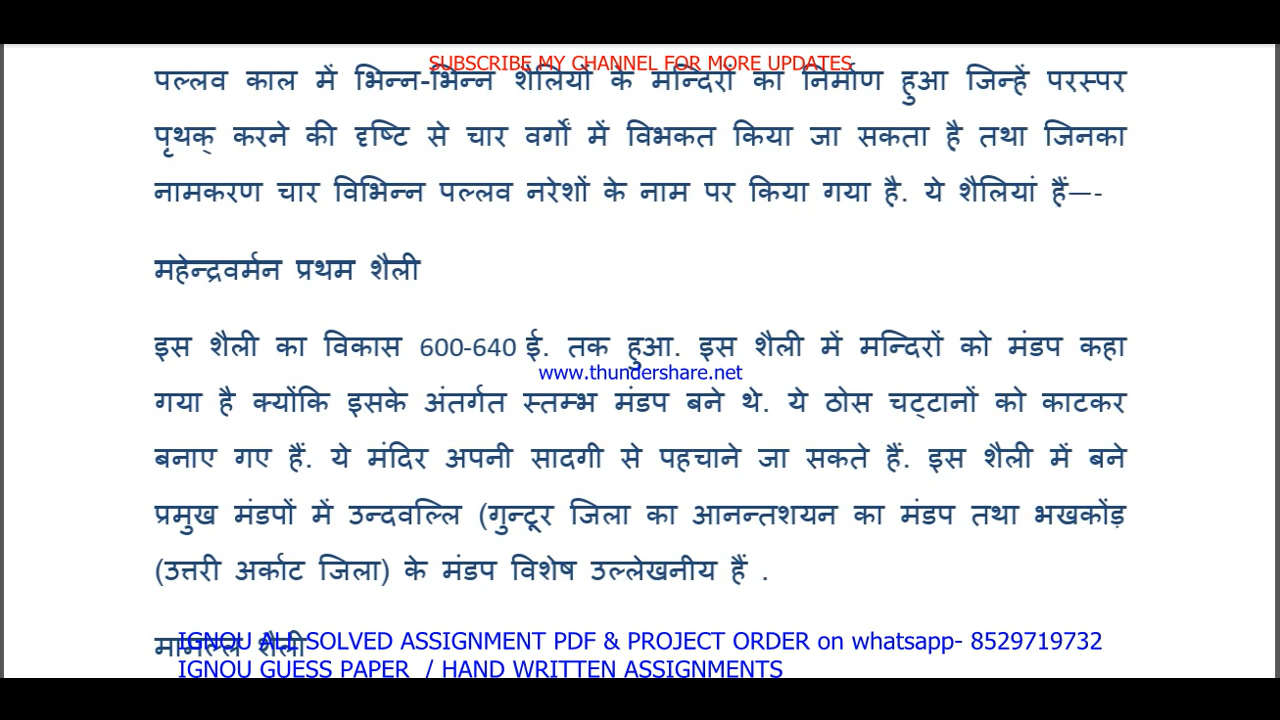 SUBSCRIBE MY CHANNEL FOR MORE UPDATES
पल्लव काल में भिन्न-भिन्न शैलियों के मन्दिरों का निर्माण हुआ जिन्हें परस्पर
पृथक् करने की दृष्टि से चार वर्गों में विभकत किया जा सकता है तथा जिनका
नामकरण चार विभिन्न पल्लव नरेशों के नाम पर किया गया है. ये शैलियां हैं—-
महेन्द्रवर्मन प्रथम शैली
इस शैली का विकास 600-640 ई. तक हुआ. इस शैली में मन्दिरों को मंडप कहा
www.thundershare.net
गया है क्योंकि इसके अंतर्गत स्तम्भ मंडप बने थे. ये ठोस चट्टानों को काटकर
बनाए गए हैं. ये मंदिर अपनी सादगी से पहचाने जा सकते हैं. इस शैली में बने
प्रमुख मंडपों में उन्दवल्लि (गुन्टूर जिला का आनन्तशयन का मंडप तथा भखकोंड़
(उत्तरी अर्काट जिला) के मंडप विशेष उल्लेखनीय हैं .
मामल्ल शैली
IGNOU ALL SOLVED ASSIGNMENT PDF & PROJECT ORDER on whatsapp- 8529719732
IGNOU GUESS PAPER / HAND WRITTEN ASSIGNMENTS